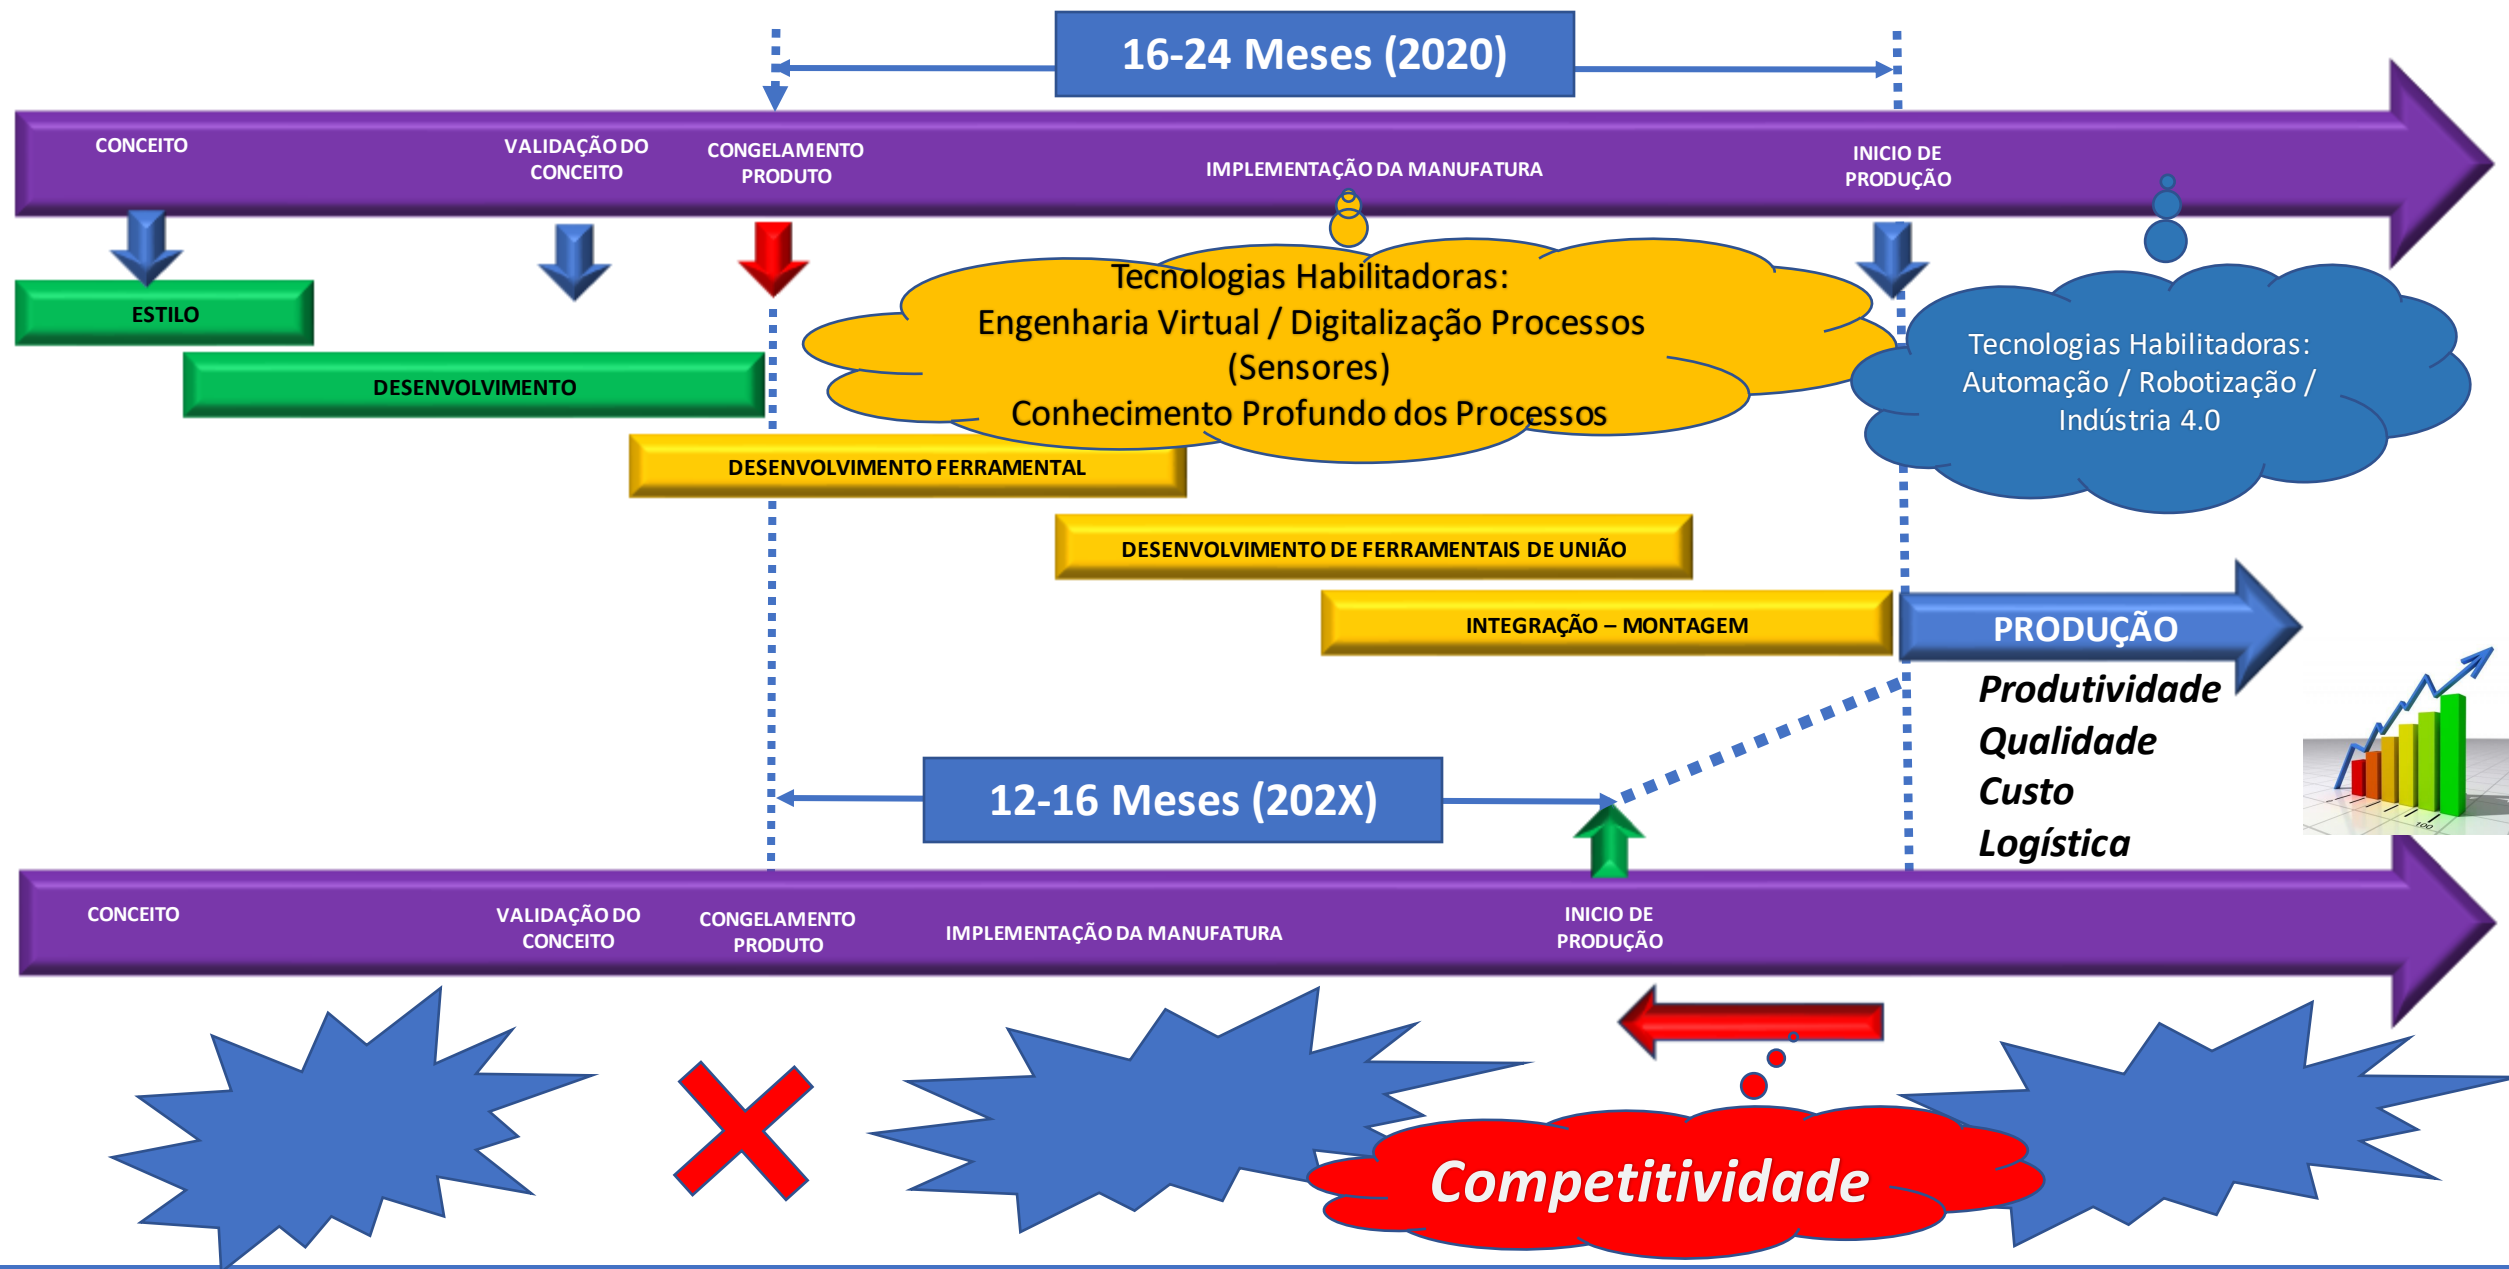 16-24 Meses (2020)
CONCEITO
VALIDAÇÃO DO
CONCEITO
CONGELAMENTO
PRODUTO
IMPLEMENTAÇÃO DA MANUFATURA
INICIO DE
PRODUÇÃO
Tecnologias Habilitadoras:
Engenharia Virtual / Digitalização Processos
(Sensores)
Conhecimento Profundo dos Processos
Tecnologias Habilitadoras:
Automação / Robotização /
Indústria 4.0
ESTILO
DESENVOLVIMENTO
DESENVOLVIMENTO FERRAMENTAL
DESENVOLVIMENTO DE FERRAMENTAIS DE UNIÃO
INTEGRAÇÃO – MONTAGEM
PRODUÇÃO
Produtividade
Qualidade
Custo
Logística
100
12-16 Meses (202X)
CONCEITO
VALIDAÇÃO DO
CONCEITO
CONGELAMENTO
PRODUTO
IMPLEMENTAÇÃO DA MANUFATURA
INICIO DE
PRODUÇÃO
Competitividade